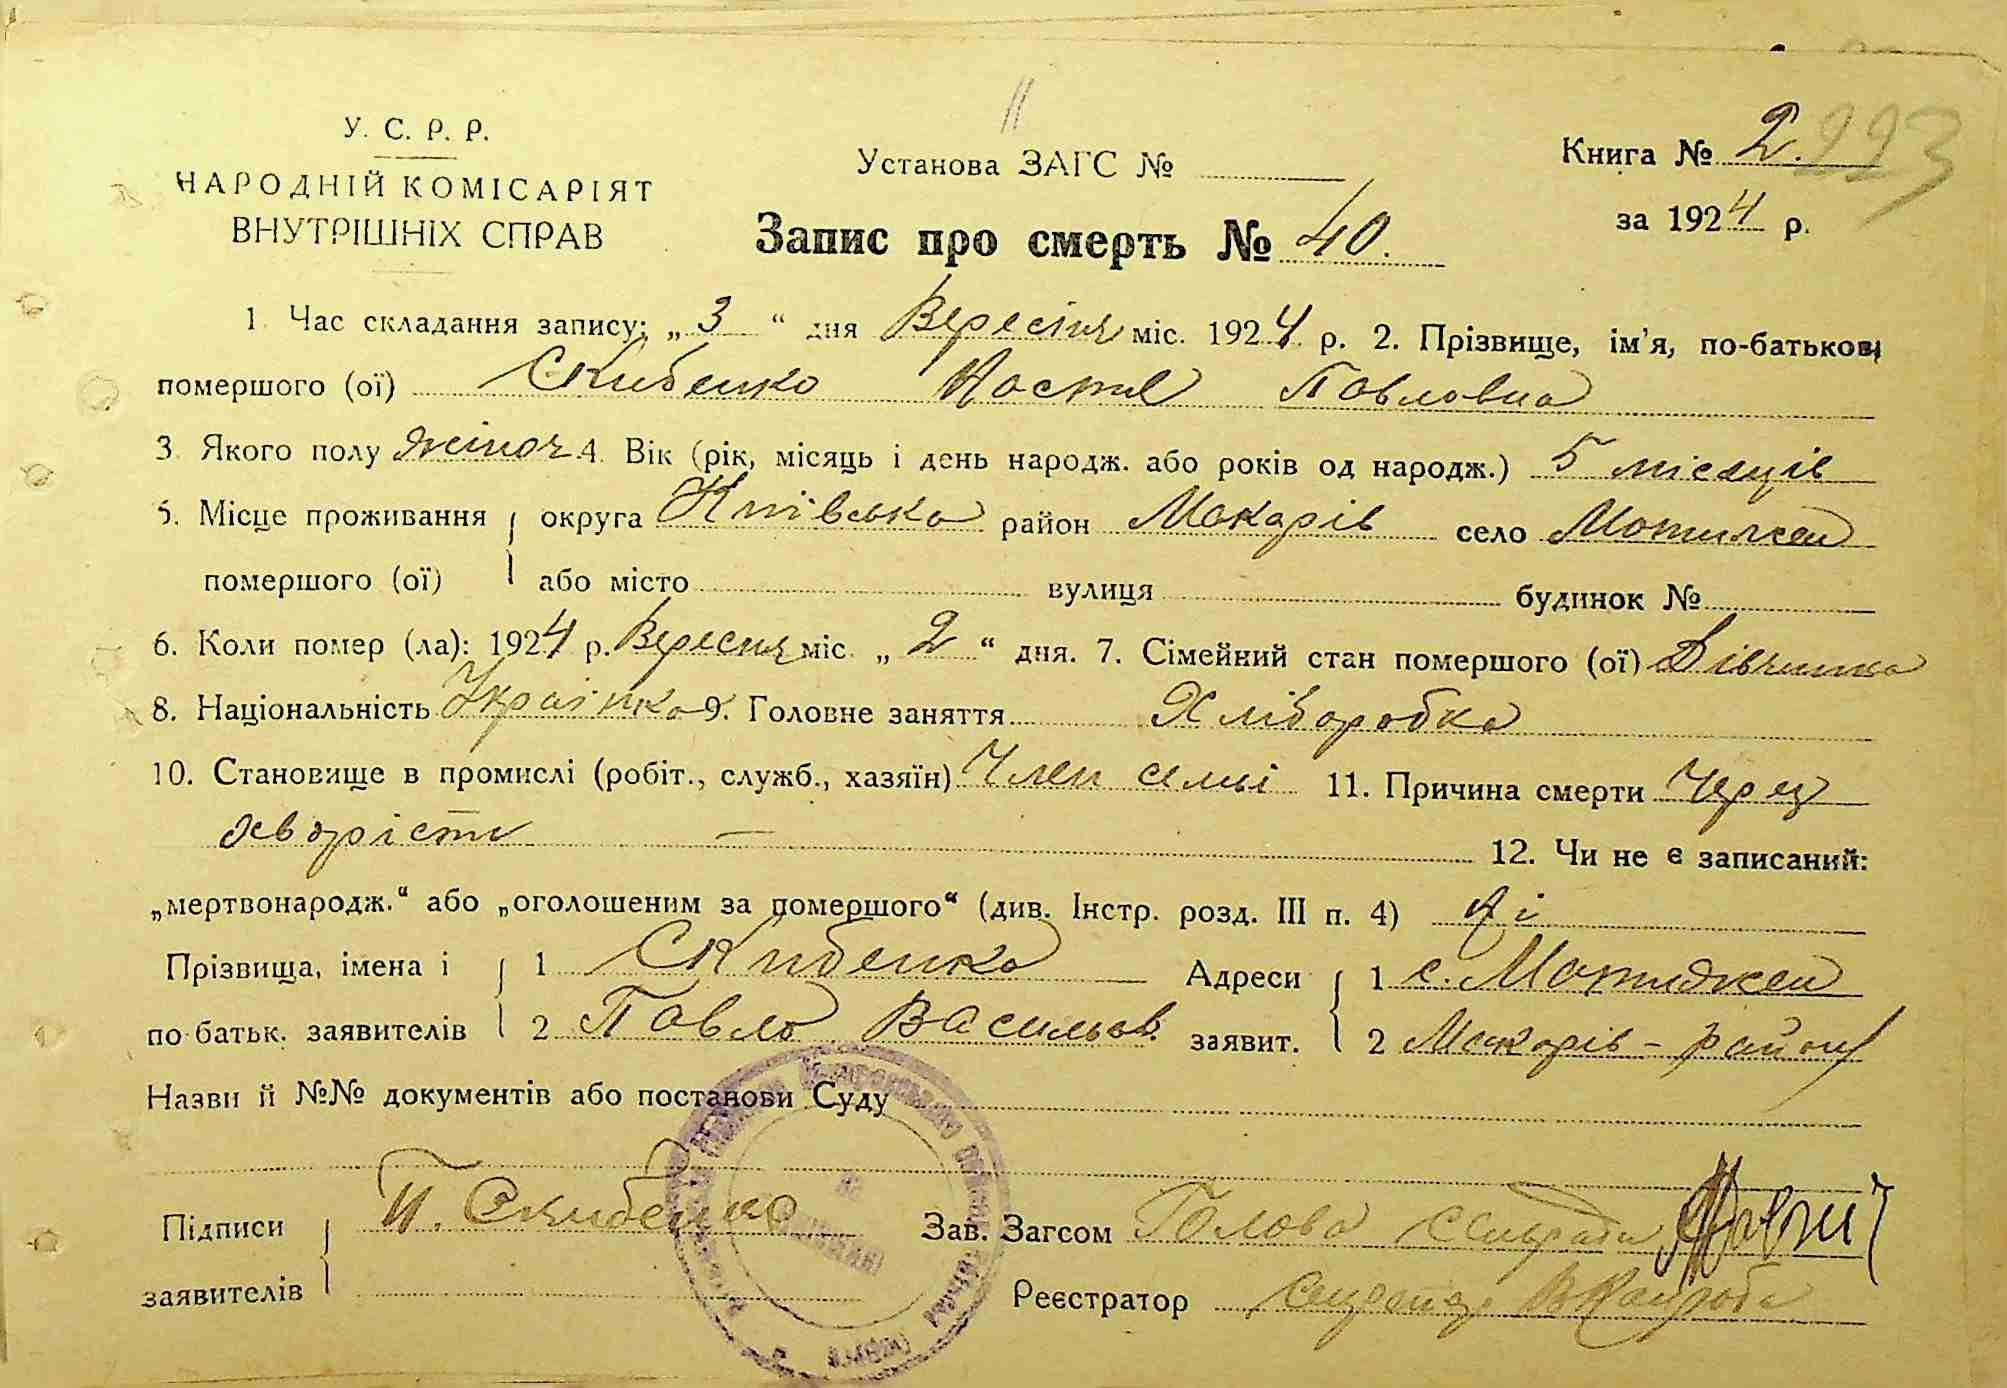 У. С. Р. Р.
НАРОДНІЙ КОМІСАРІЯТ
ВНУТРІШНІХ СПРАВ
Установа ЗАГС №
Запис про смерть № 40.
Книга № 2. 223
за 1924 р.
1. Час складання запису: „3“ дня Вересня міс. 1924 р. 2. Прізвище, ім'я, по-батькові
помершого (ої) Скибенко Настя Павловна
3. Якого полу жіноч. 4. Вік (рік, місяць і день народж. або років од народж.) 5 місяців
5. Місце проживання округа Київська район Макарів село Мотижен
помершого (ої) або місто вулиця будинок №
6. Коли помер (ла): 1924 р. Вересня міс. „2“ дня. 7. Сімейний стан помершого (ої) Дівчинка
8. Національність Українка 9. Головне заняття Хліборобка
10. Становище в промислі (робіт., служб., хазяїн) Член семьі 11. Причина смерти Через
хворість — 12. Чи не є записаний:
„мертвонародж.“ або „оголошеним за помершого“ (див. Інстр. розд. III п. 4) Ні
Прізвища, імена і 1 Скибенко Адреси 1 с. Мотижен
по батьк. заявителів 2 Павло Васильов. заявит. 2 Макарів - району
Назви й №№ документів або постанови Суду
Підписи П. Скибенко Зав. Загсом Голова
заявителів Реєстратор